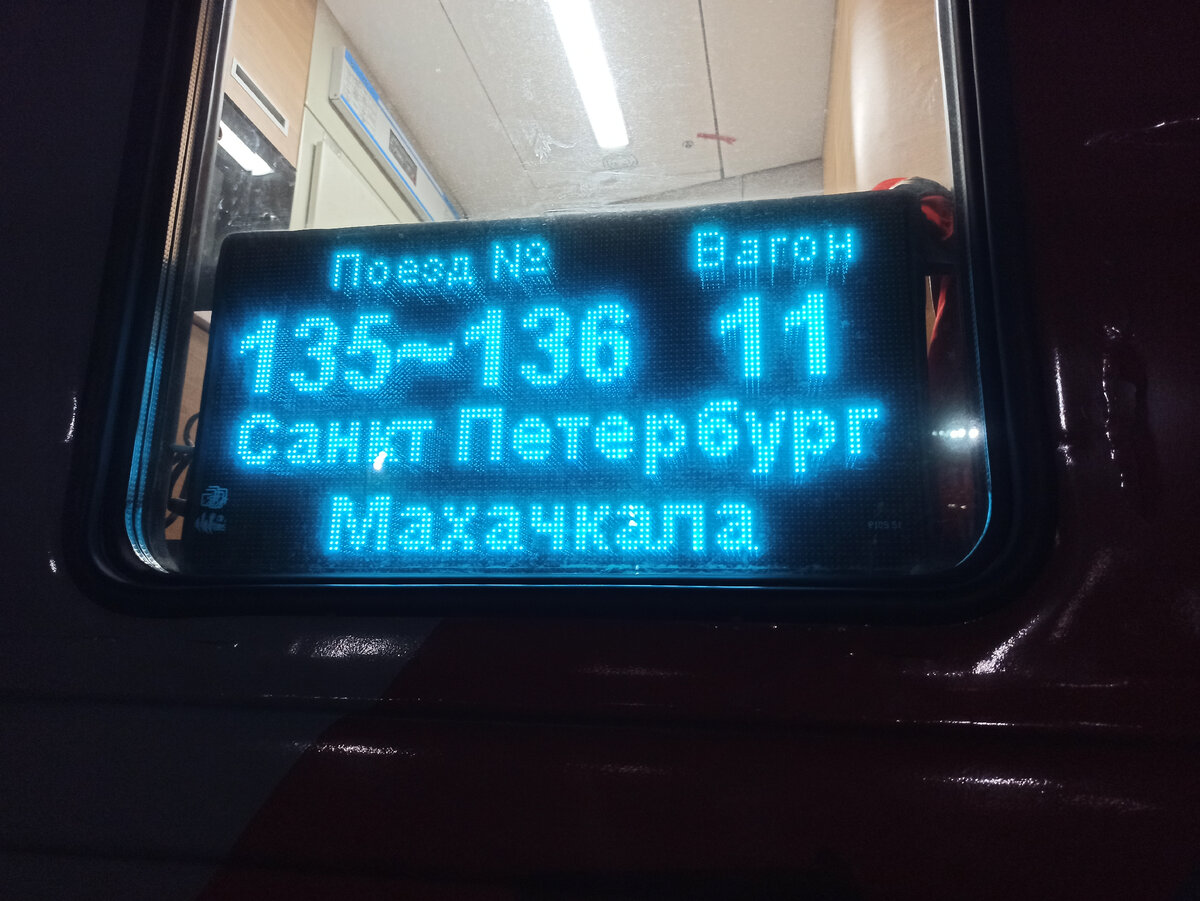 Поезд № Вагон
135~136 11
Санкт Петербург
Махачкала